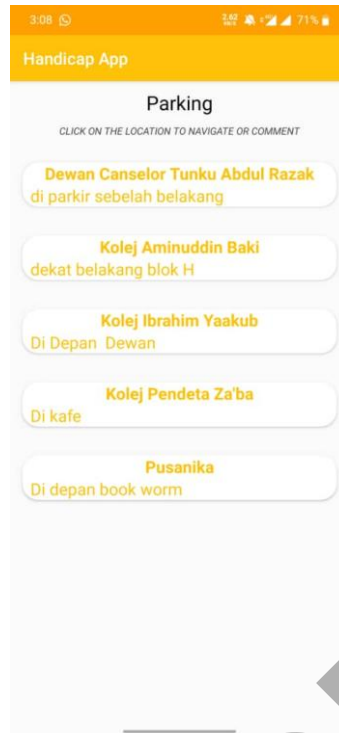 3:08
2.62
71%
Handicap App
Parking
CLICK ON THE LOCATION TO NAVIGATE OR COMMENT
Dewan Canselor Tunku Abdul Razak
di parkir sebelah belakang
Kolej Aminuddin Baki
dekat belakang blok H
Kolej Ibrahim Yaakub
Di Depan Dewan
Kolej Pendeta Za'ba
Di kafe
Pusanika
Di depan book worm